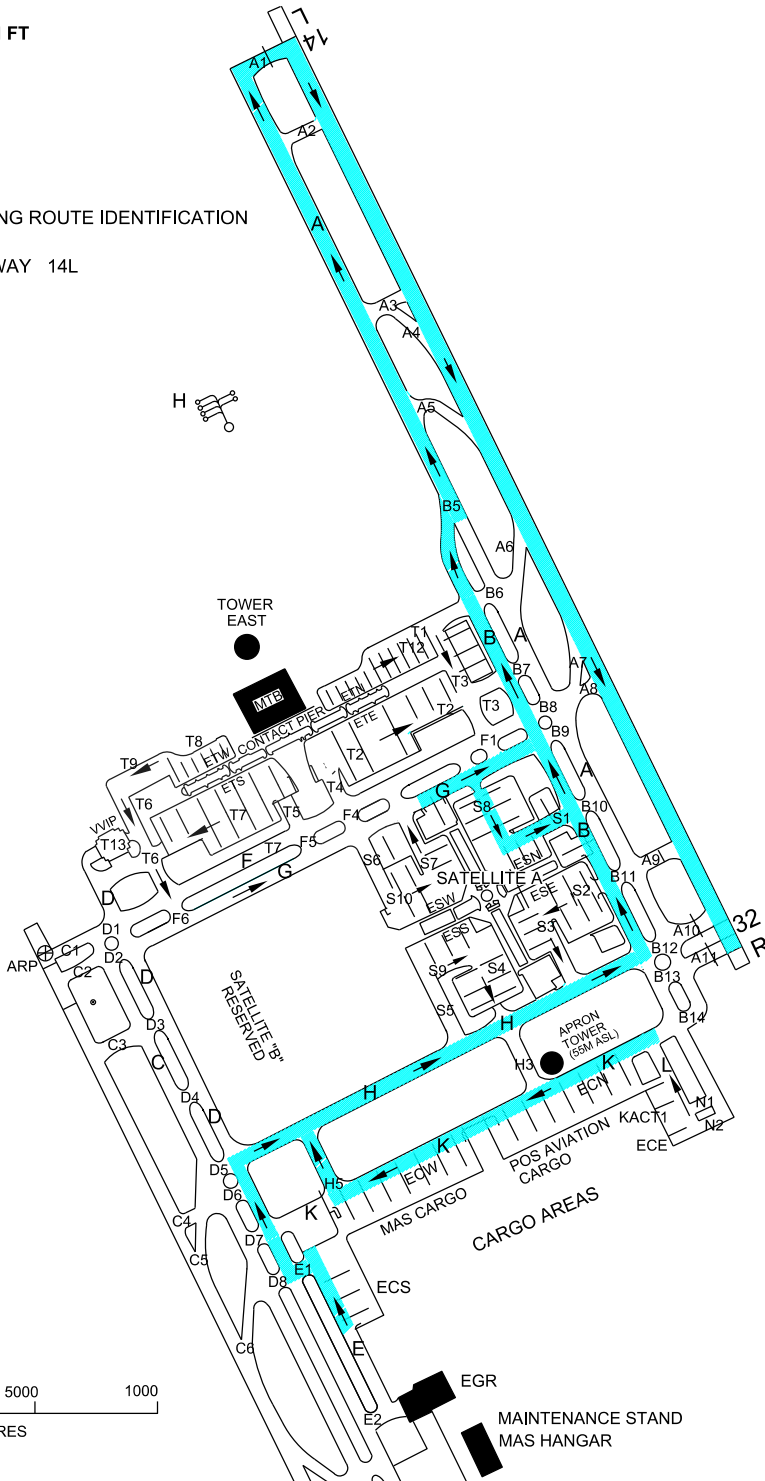 FT
L
14
A1
A2
A
NG ROUTE IDENTIFICATION
WAY 14L
A3
A4
H
A5
B5
A6
B6
TOWER
EAST
T1
T12
B
A
MTB
ETN
T3
B7
A7
A8
CONTACT PIER
ETE
T2
T3
B8
T8
ETW
T9
T2
F1
B9
ETS
T4
G
A
T6
T7
T5
F4
S8
B10
VVIP
S1
B
T13
F5
S6
S7
ESN
T6
F
T7
G
SATELLITE A
A9
D
S10
ESE
S2
B11
ESW
F6
ESS
S3
A10
32
D1
A11
R
ARP
C1
D2
B12
C2
D
S9
S4
B13
SATELLITE "B"
RESERVED
S5
H
B14
D3
APRON
TOWER
(55M ASL)
C3
C
H3
K
L
D4
D
H
ECN
N1
KACT1
N2
K
ECE
D5
POS AVIATION
CARGO
D6
H5
ECW
K
MAS CARGO
C4
CARGO AREAS
D7
C5
E1
D8
ECS
C6
E
5000
1000
EGR
RES
E2
MAINTENANCE STAND
MAS HANGAR